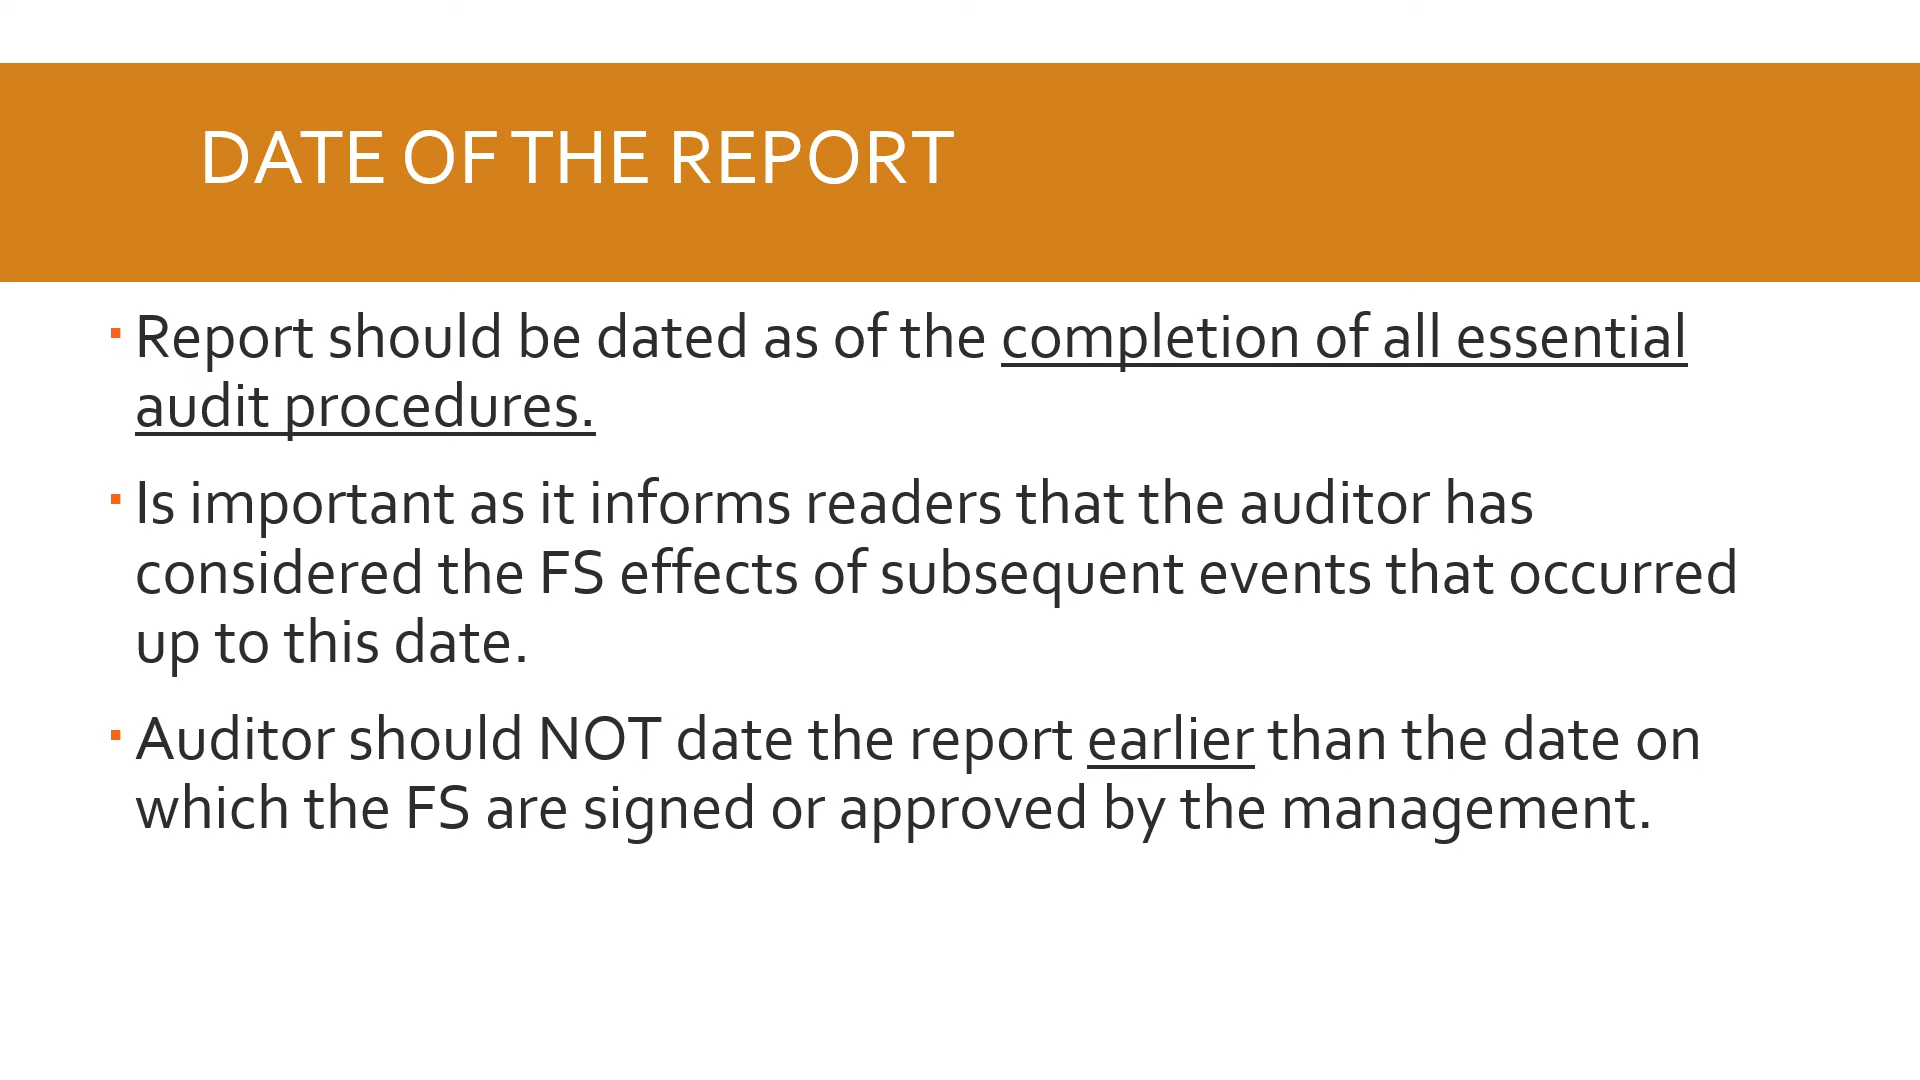 DATE OF THE REPORT
▪ Report should be dated as of the completion of all essential
audit procedures.
▪ Is important as it informs readers that the auditor has
considered the FS effects of subsequent events that occurred
up to this date.
▪ Auditor should NOT date the report earlier than the date on
which the FS are signed or approved by the management.